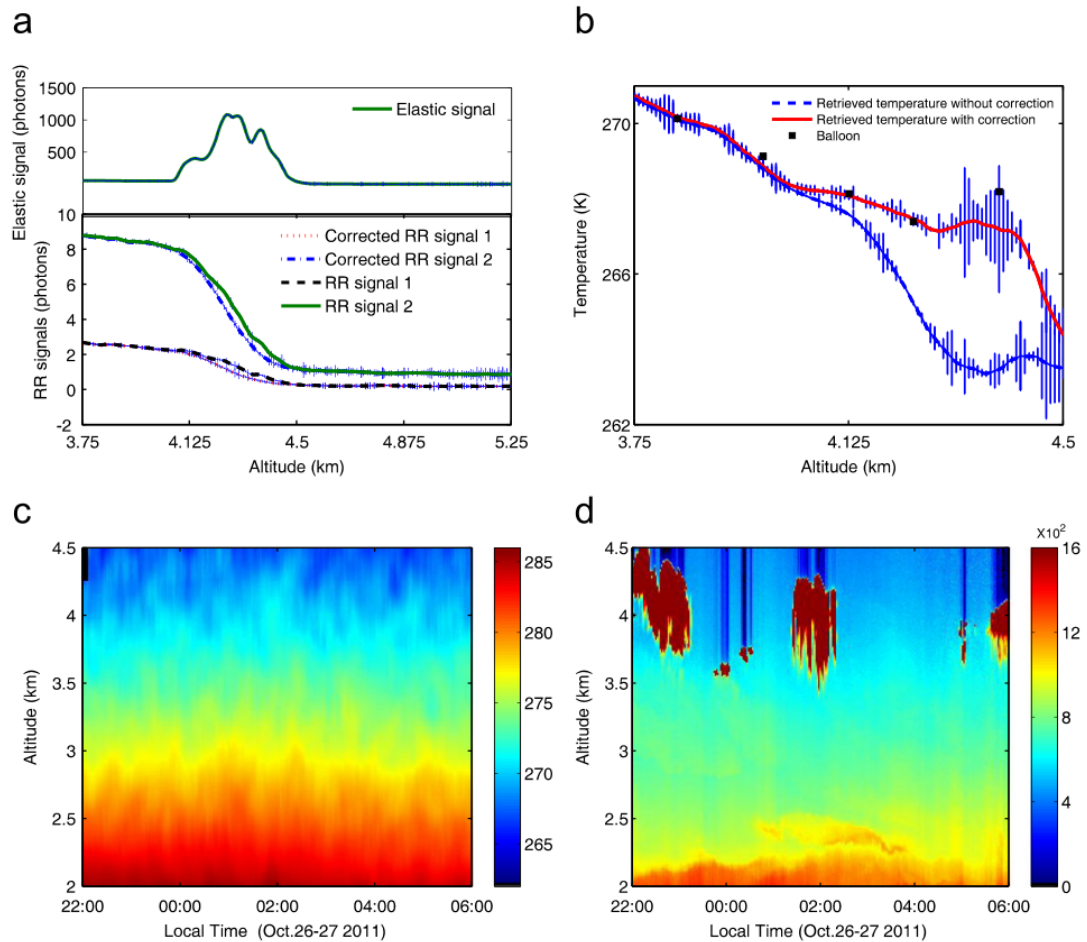 a
Elastic signal (photons)
1500
1000
500
Elastic signal
RR signals (photons)
10
8
6
4
2
0
-2
Corrected RR signal 1
Corrected RR signal 2
RR signal 1
RR signal 2
3.75 4.125 4.5 4.875 5.25
Altitude (km)
b
Temperature (K)
270
266
262
Retrieved temperature without correction
Retrieved temperature with correction
Balloon
3.75 4.125 4.5
Altitude (km)
c
Altitude (km)
4.5
4
3.5
3
2.5
2
22:00 00:00 02:00 04:00 06:00
Local Time (Oct.26-27 2011)
285
280
275
270
265
d
Altitude (km)
4.5
4
3.5
3
2.5
2
22:00 00:00 02:00 04:00 06:00
Local Time (Oct.26-27 2011)
X10²
16
12
8
4
0